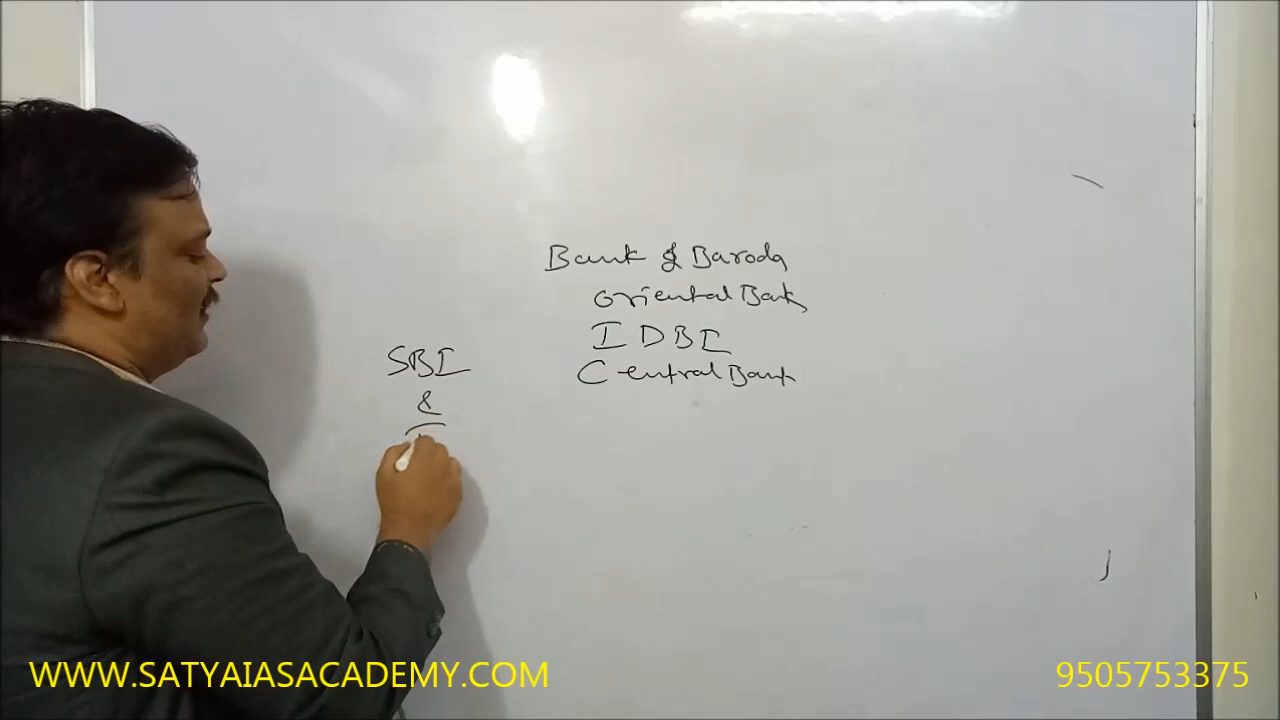 Bank of Baroda
Oriental Bank
IDBI
Central Bank
SBI
&
WWW.SATYAIASACADEMY.COM
9505753375